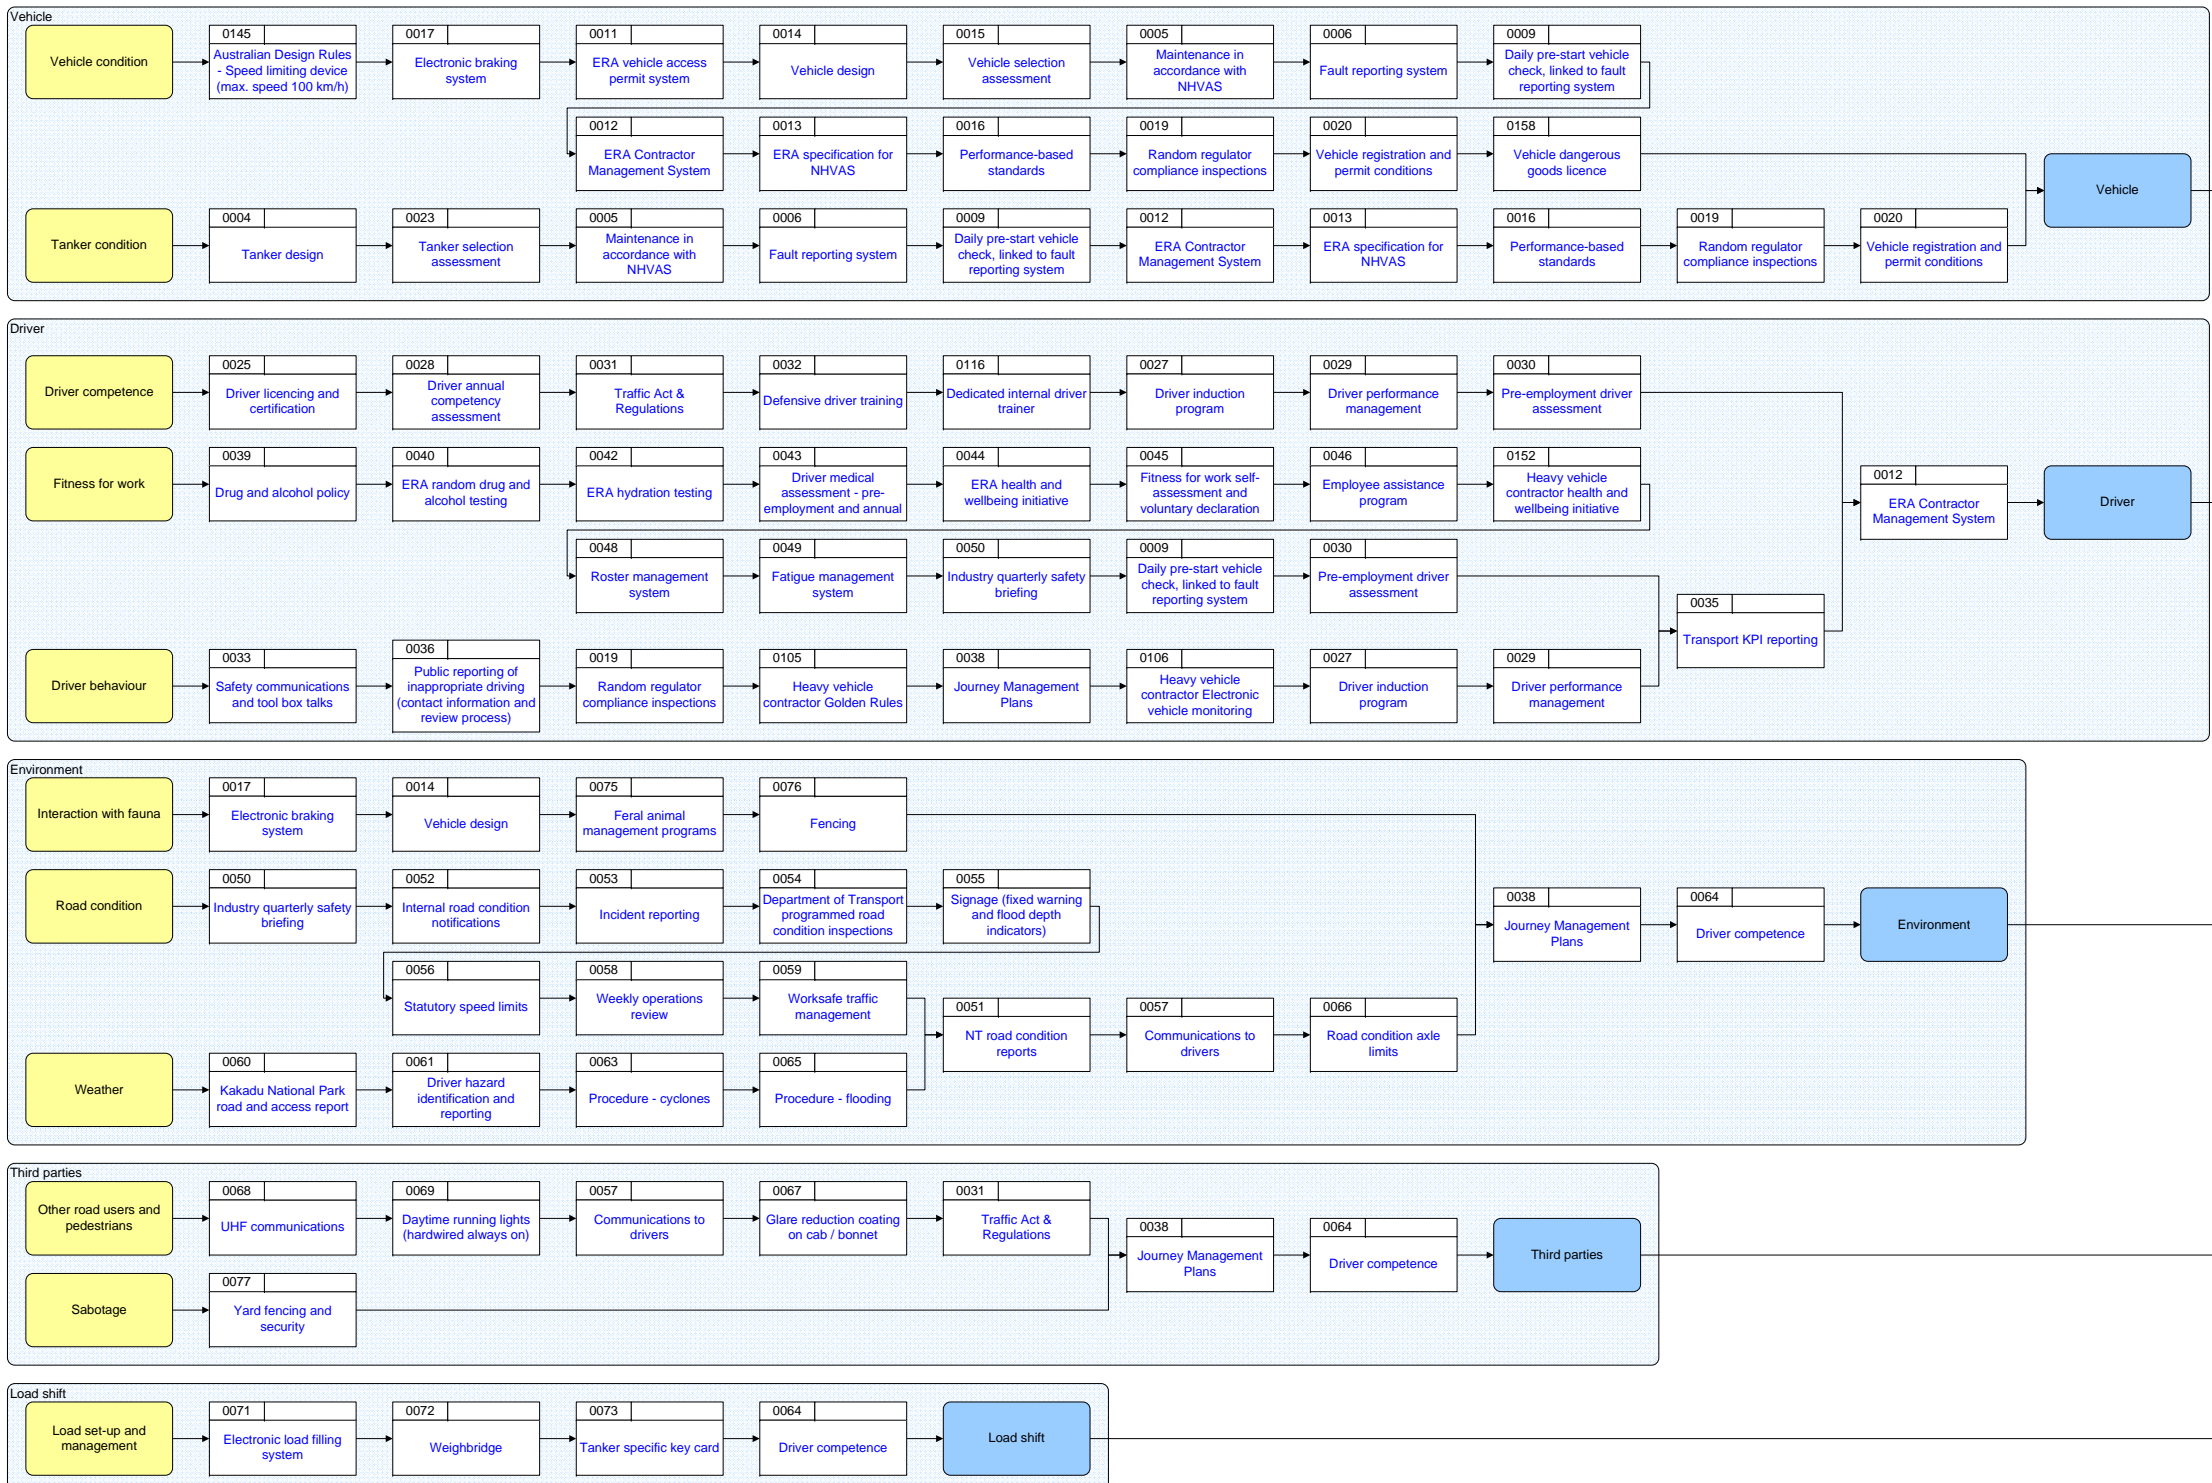 Vehicle
Vehicle condition
0145
Australian Design Rules
- Speed limiting device
(max. speed 100 km/h)
0017
Electronic braking
system
0011
ERA vehicle access
permit system
0014
Vehicle design
0015
Vehicle selection
assessment
0005
Maintenance in
accordance with
NHVAS
0006
Fault reporting system
0009
Daily pre-start vehicle
check, linked to fault
reporting system
0012
ERA Contractor
Management System
0013
ERA specification for
NHVAS
0016
Performance-based
standards
0019
Random regulator
compliance inspections
0020
Vehicle registration and
permit conditions
0158
Vehicle dangerous
goods licence
Vehicle
Tanker condition
0004
Tanker design
0023
Tanker selection
assessment
0005
Maintenance in
accordance with
NHVAS
0006
Fault reporting system
0009
Daily pre-start vehicle
check, linked to fault
reporting system
0012
ERA Contractor
Management System
0013
ERA specification for
NHVAS
0016
Performance-based
standards
0019
Random regulator
compliance inspections
0020
Vehicle registration and
permit conditions
Driver
Driver competence
0025
Driver licencing and
certification
0028
Driver annual
competency
assessment
0031
Traffic Act &
Regulations
0032
Defensive driver training
0116
Dedicated internal driver
trainer
0027
Driver induction
program
0029
Driver performance
management
0030
Pre-employment driver
assessment
Fitness for work
0039
Drug and alcohol policy
0040
ERA random drug and
alcohol testing
0042
ERA hydration testing
0043
Driver medical
assessment - pre-
employment and annual
0044
ERA health and
wellbeing initiative
0045
Fitness for work self-
assessment and
voluntary declaration
0046
Employee assistance
program
0152
Heavy vehicle
contractor health and
wellbeing initiative
0012
ERA Contractor
Management System
Driver
0048
Roster management
system
0049
Fatigue management
system
0050
Industry quarterly safety
briefing
0009
Daily pre-start vehicle
check, linked to fault
reporting system
0030
Pre-employment driver
assessment
0035
Transport KPI reporting
Driver behaviour
0033
Safety communications
and tool box talks
0036
Public reporting of
inappropriate driving
(contact information and
review process)
0019
Random regulator
compliance inspections
0105
Heavy vehicle
contractor Golden Rules
0038
Journey Management
Plans
0106
Heavy vehicle
contractor Electronic
vehicle monitoring
0027
Driver induction
program
0029
Driver performance
management
Environment
Interaction with fauna
0017
Electronic braking
system
0014
Vehicle design
0075
Feral animal
management programs
0076
Fencing
Road condition
0050
Industry quarterly safety
briefing
0052
Internal road condition
notifications
0053
Incident reporting
0054
Department of Transport
programmed road
condition inspections
0055
Signage (fixed warning
and flood depth
indicators)
0038
Journey Management
Plans
0064
Driver competence
Environment
0056
Statutory speed limits
0058
Weekly operations
review
0059
Worksafe traffic
management
0051
NT road condition
reports
0057
Communications to
drivers
0066
Road condition axle
limits
Weather
0060
Kakadu National Park
road and access report
0061
Driver hazard
identification and
reporting
0063
Procedure - cyclones
0065
Procedure - flooding
Third parties
Other road users and
pedestrians
0068
UHF communications
0069
Daytime running lights
(hardwired always on)
0057
Communications to
drivers
0067
Glare reduction coating
on cab / bonnet
0031
Traffic Act &
Regulations
0038
Journey Management
Plans
0064
Driver competence
Third parties
Sabotage
0077
Yard fencing and
security
Load shift
Load set-up and
management
0071
Electronic load filling
system
0072
Weighbridge
0073
Tanker specific key card
0064
Driver competence
Load shift